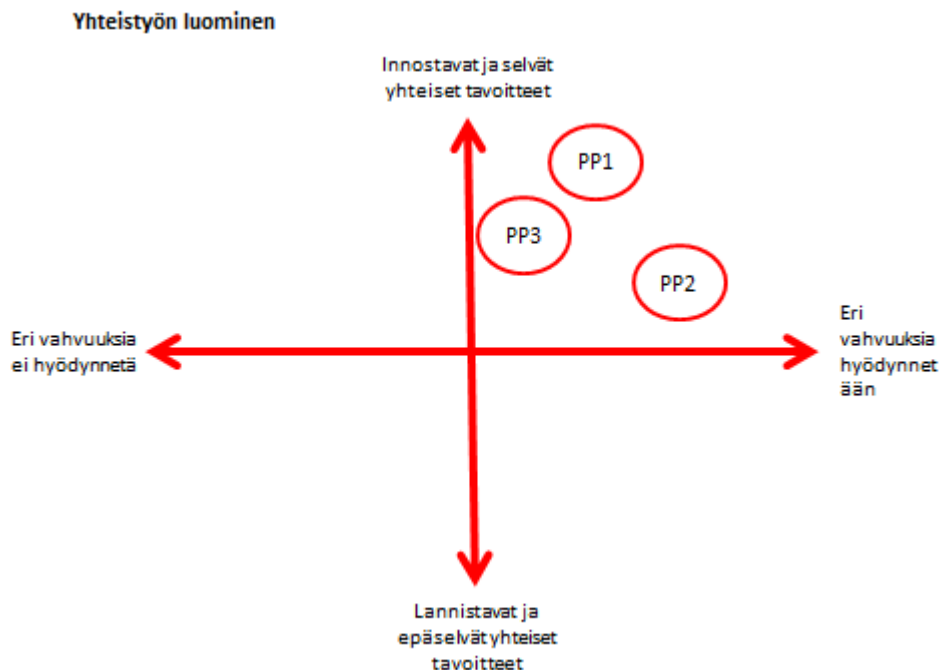 Yhteistyön luominen
Innostavat ja selvät
yhteiset tavoitteet
PP1
PP3
PP2
Eri vahvuuksia
ei hyödynnetä
Eri
vahvuuksia
hyödynnet
ään
Lannistavat ja
epäselvät yhteiset
tavoitteet